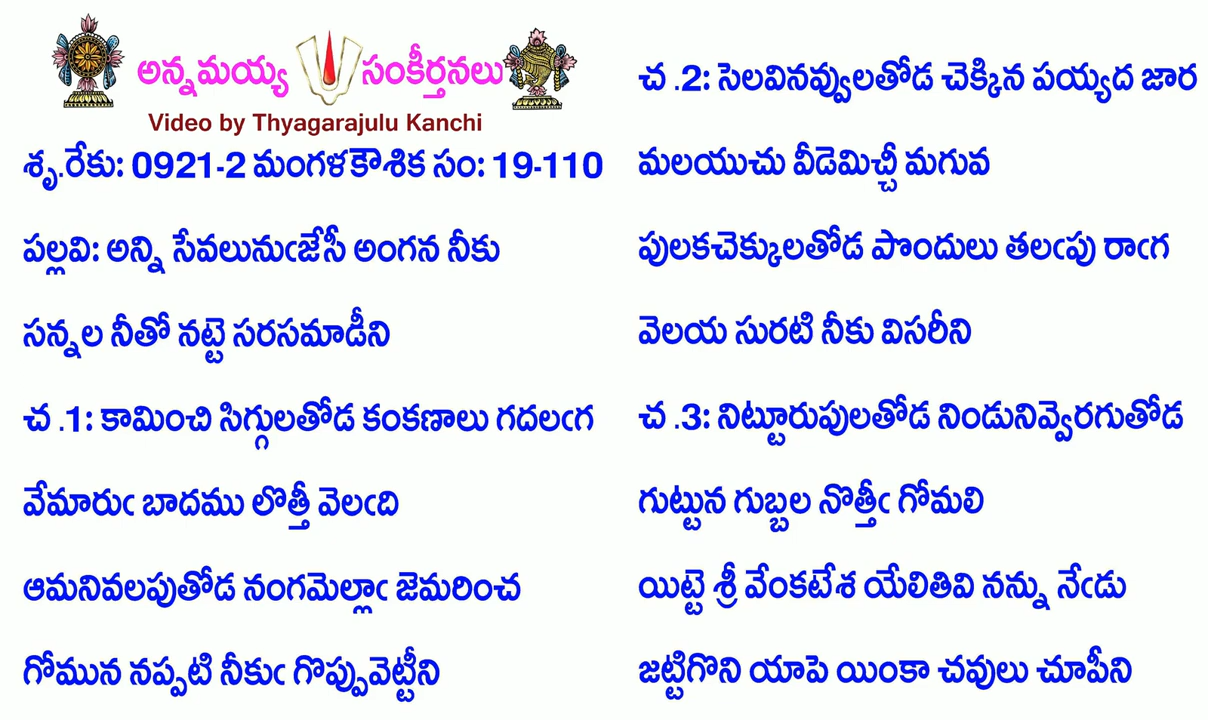 అన్నమయ్య సంకీర్తనలు
Video by Thyagarajulu Kanchi
శృ.రేకు: 0921-2 మంగళకౌశిక సం: 19-110
పల్లవి: అన్ని సేవలునుఁజేసీ అంగన నీకు
సన్నల నీతో నట్టె సరసమాడీని
చ .1: కామించి సిగ్గులతోడ కంకణాలు గదలఁగ
వేమారుఁ బాదము లొత్తీ వెలఁది
ఆమనివలపుతోడ నంగమెల్లాఁ జెమరించ
గోమున నప్పటి నీకుఁ గొప్పువెట్టీని
చ .2: సెలవినవ్వులతోడ చెక్కిన పయ్యద జార
మలయుచు వీడెమిచ్చీ మగువ
పులకచెక్కులతోడ పొందులు తలఁపు రాఁగ
వెలయ సురటి నీకు విసరీని
చ .3: నిట్టూరుపులతోడ నిండునివ్వెరగుతోడ
గుట్టున గుబ్బల నొత్తీఁ గోమలి
యిట్టె శ్రీ వేంకటేశ యేలితివి నన్ను నేఁడు
జట్టిగొని యాపె యింకా చవులు చూపీని